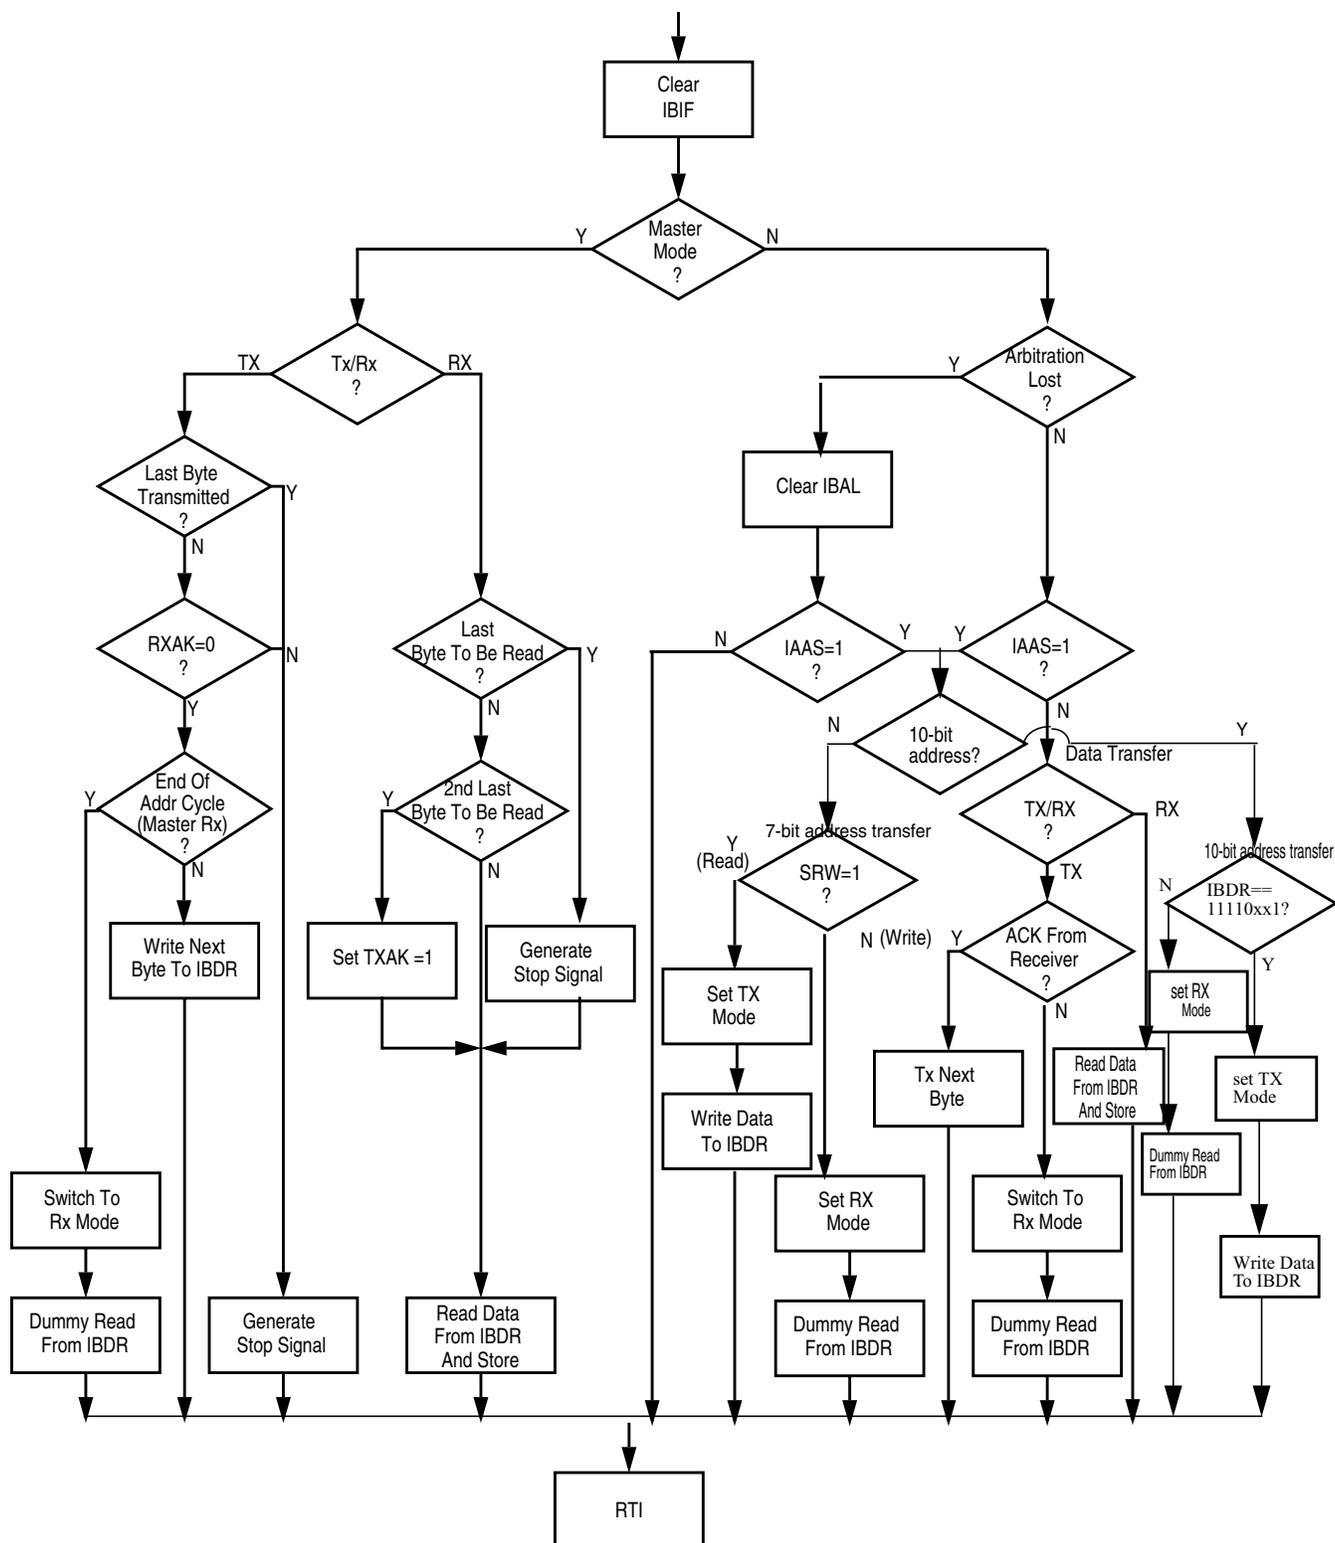 Clear
IBIF
Master
Mode
?
Y
N
Tx/Rx
?
TX
RX
Arbitration
Lost
?
Y
N
Last Byte
Transmitted
?
Y
N
Clear IBAL
RXAK=0
?
N
Y
Last
Byte To Be Read
?
Y
N
IAAS=1
?
N
Y
IAAS=1
?
Y
N
10-bit
address?
N
Y
Data Transfer
End Of
Addr Cycle
(Master Rx)
?
Y
N
2nd Last
Byte To Be Read
?
Y
N
7-bit address transfer
SRW=1
?
Y
(Read)
N (Write)
TX/RX
?
RX
TX
10-bit address transfer
IBDR==
11110xx1?
N
Y
ACK From
Receiver
?
Y
N
Write Next
Byte To IBDR
Set TXAK =1
Generate
Stop Signal
Set TX
Mode
set RX
Mode
Tx Next
Byte
Read Data
From IBDR
And Store
set TX
Mode
Write Data
To IBDR
Dummy Read
From IBDR
Switch To
Rx Mode
Set RX
Mode
Switch To
Rx Mode
Write Data
To IBDR
Dummy Read
From IBDR
Generate
Stop Signal
Read Data
From IBDR
And Store
Dummy Read
From IBDR
Dummy Read
From IBDR
RTI